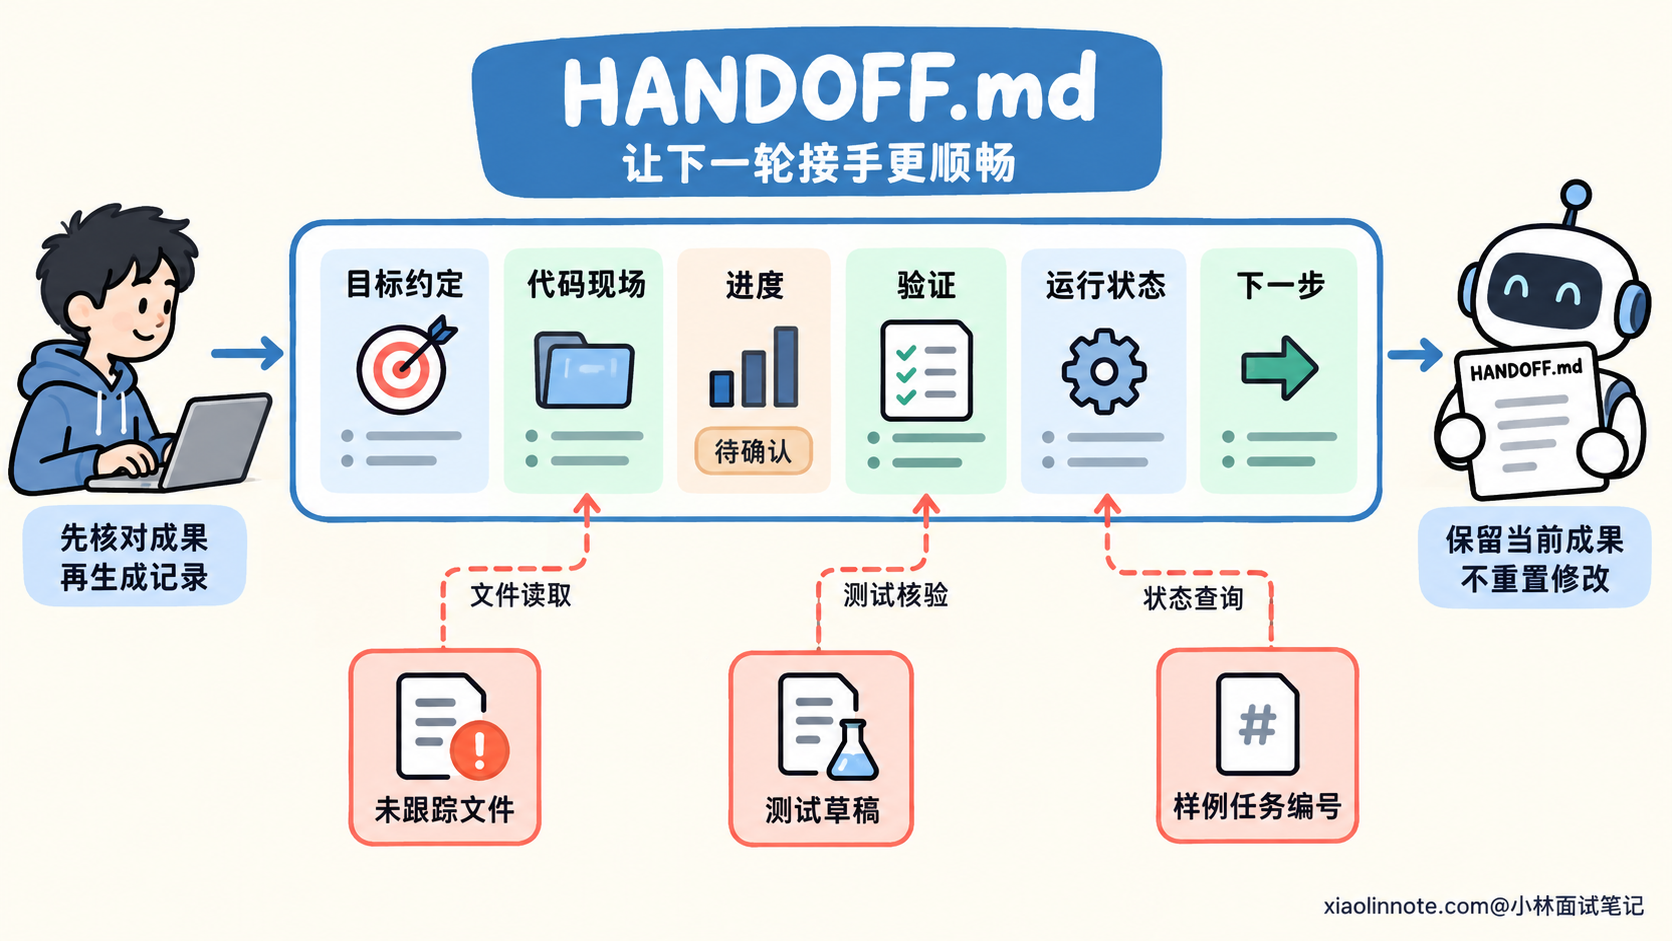 HANDOFF.md
让下一轮接手更顺畅
目标约定
代码现场
进度
验证
运行状态
下一步
待确认
HANDOFF.md
先核对成果
再生成记录
保留当前成果
不重置修改
文件读取
测试核验
状态查询
未跟踪文件
测试草稿
#
样例任务编号
xiaolinnote.com@小林面试笔记